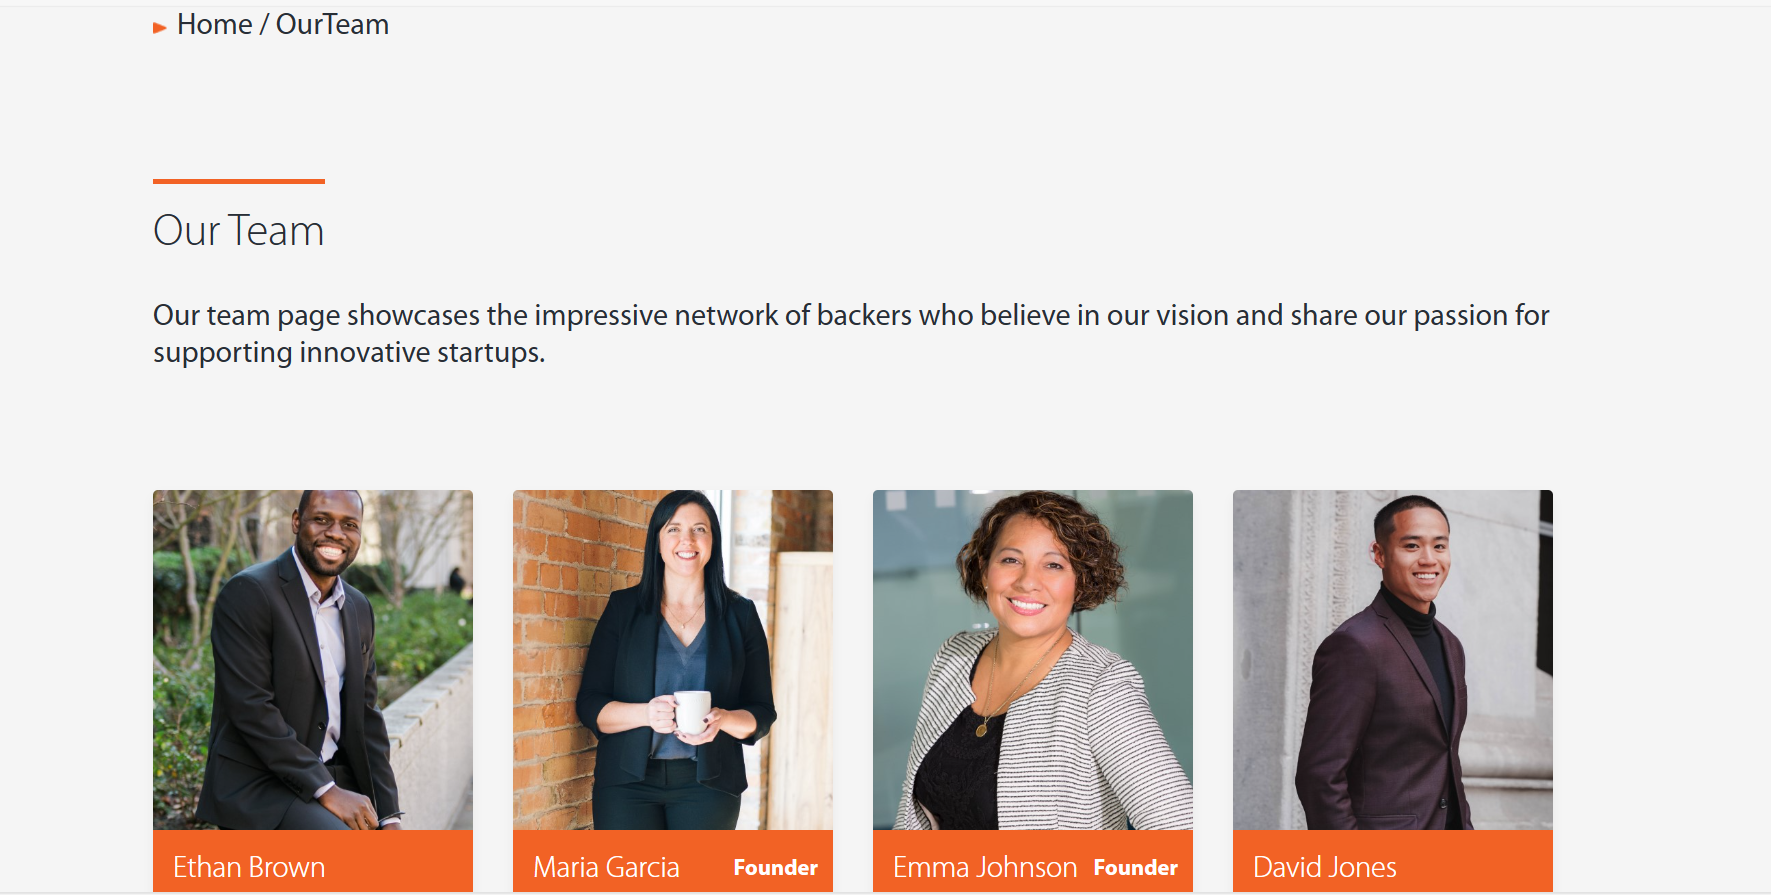 Home / OurTeam
Our Team
Our team page showcases the impressive network of backers who believe in our vision and share our passion for
supporting innovative startups.
Ethan Brown
Maria Garcia Founder
Emma Johnson Founder
David Jones